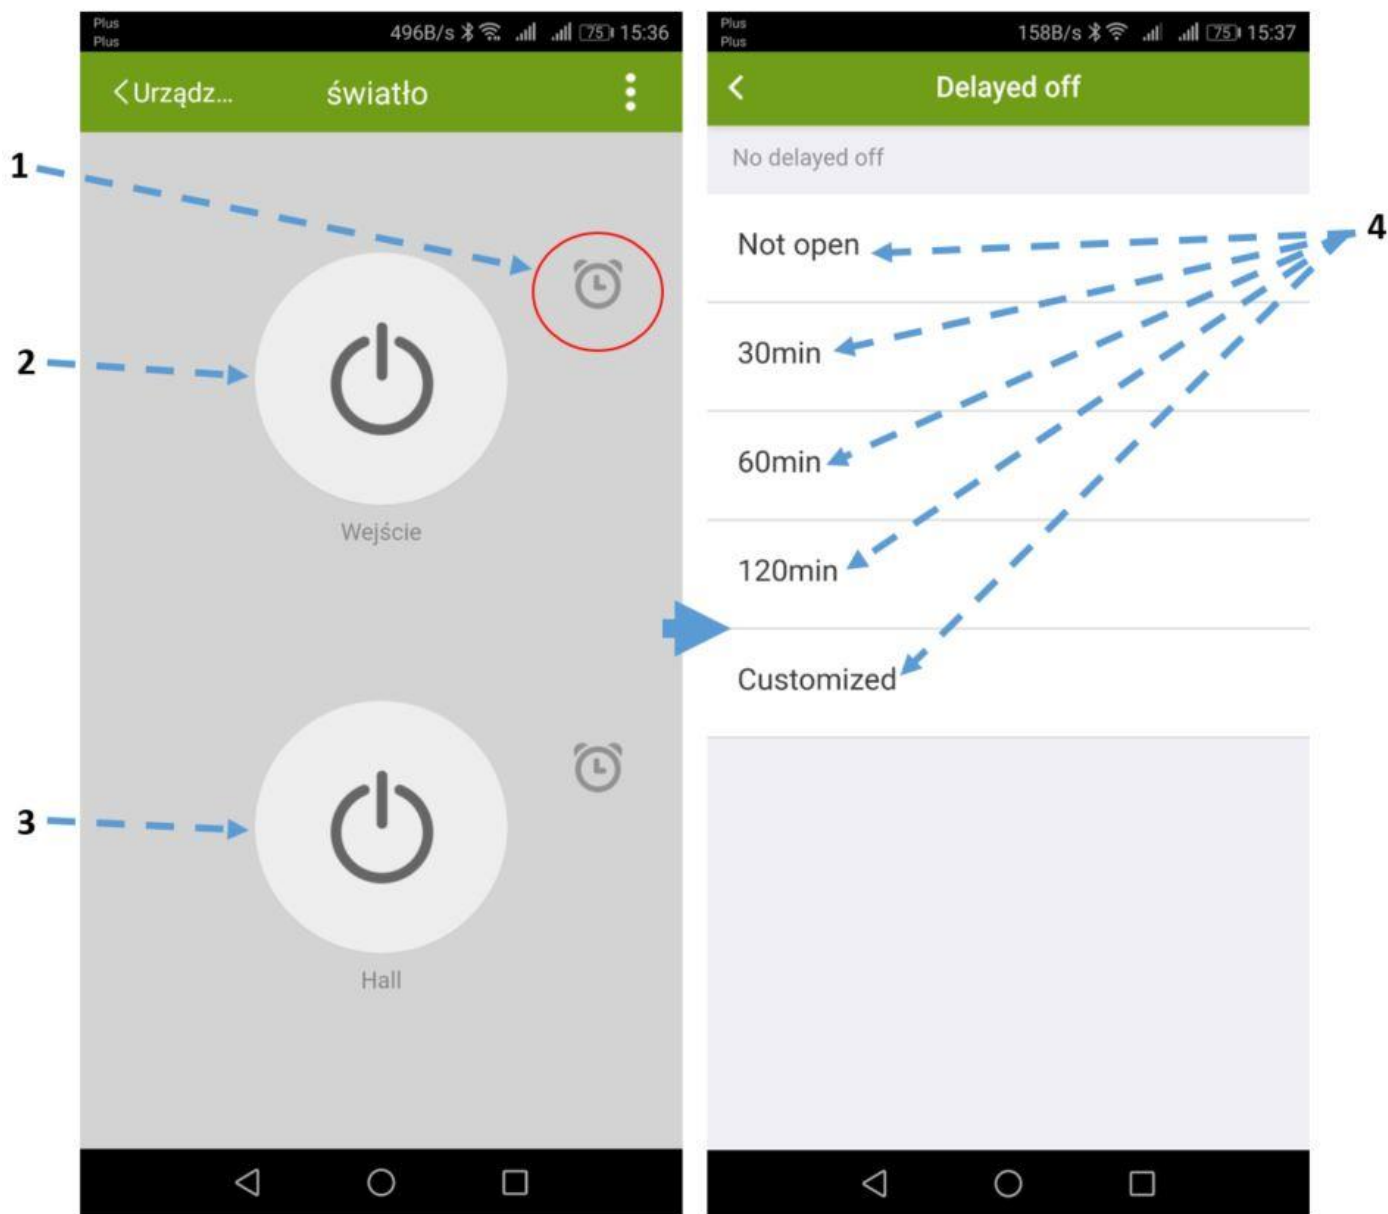 Plus
Plus
496B/s 75 15:36
<Urządz...
światło
1
2
Wejście
3
Hall
Plus
Plus
158B/s 75 15:37
<
Delayed off
No delayed off
Not open
4
30min
60min
120min
Customized